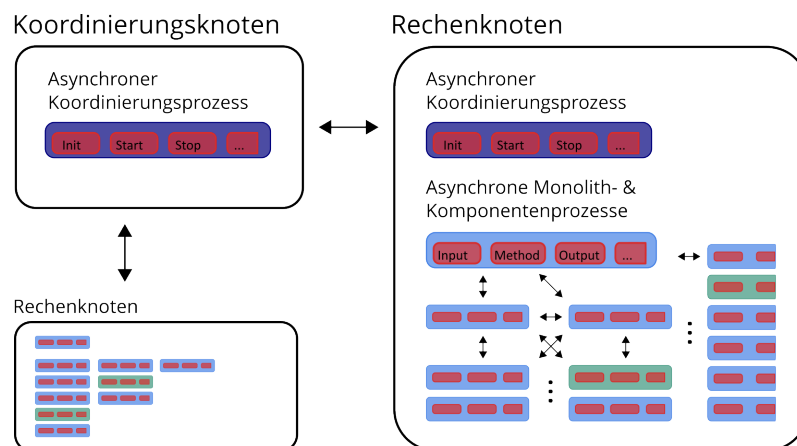 Koordinierungsknoten
Asynchroner
Koordinierungsprozess
Init Start Stop ...
Rechenknoten
Rechenknoten
Asynchroner
Koordinierungsprozess
Init Start Stop ...
Asynchrone Monolith- &
Komponentenprozesse
Input Method Output ...